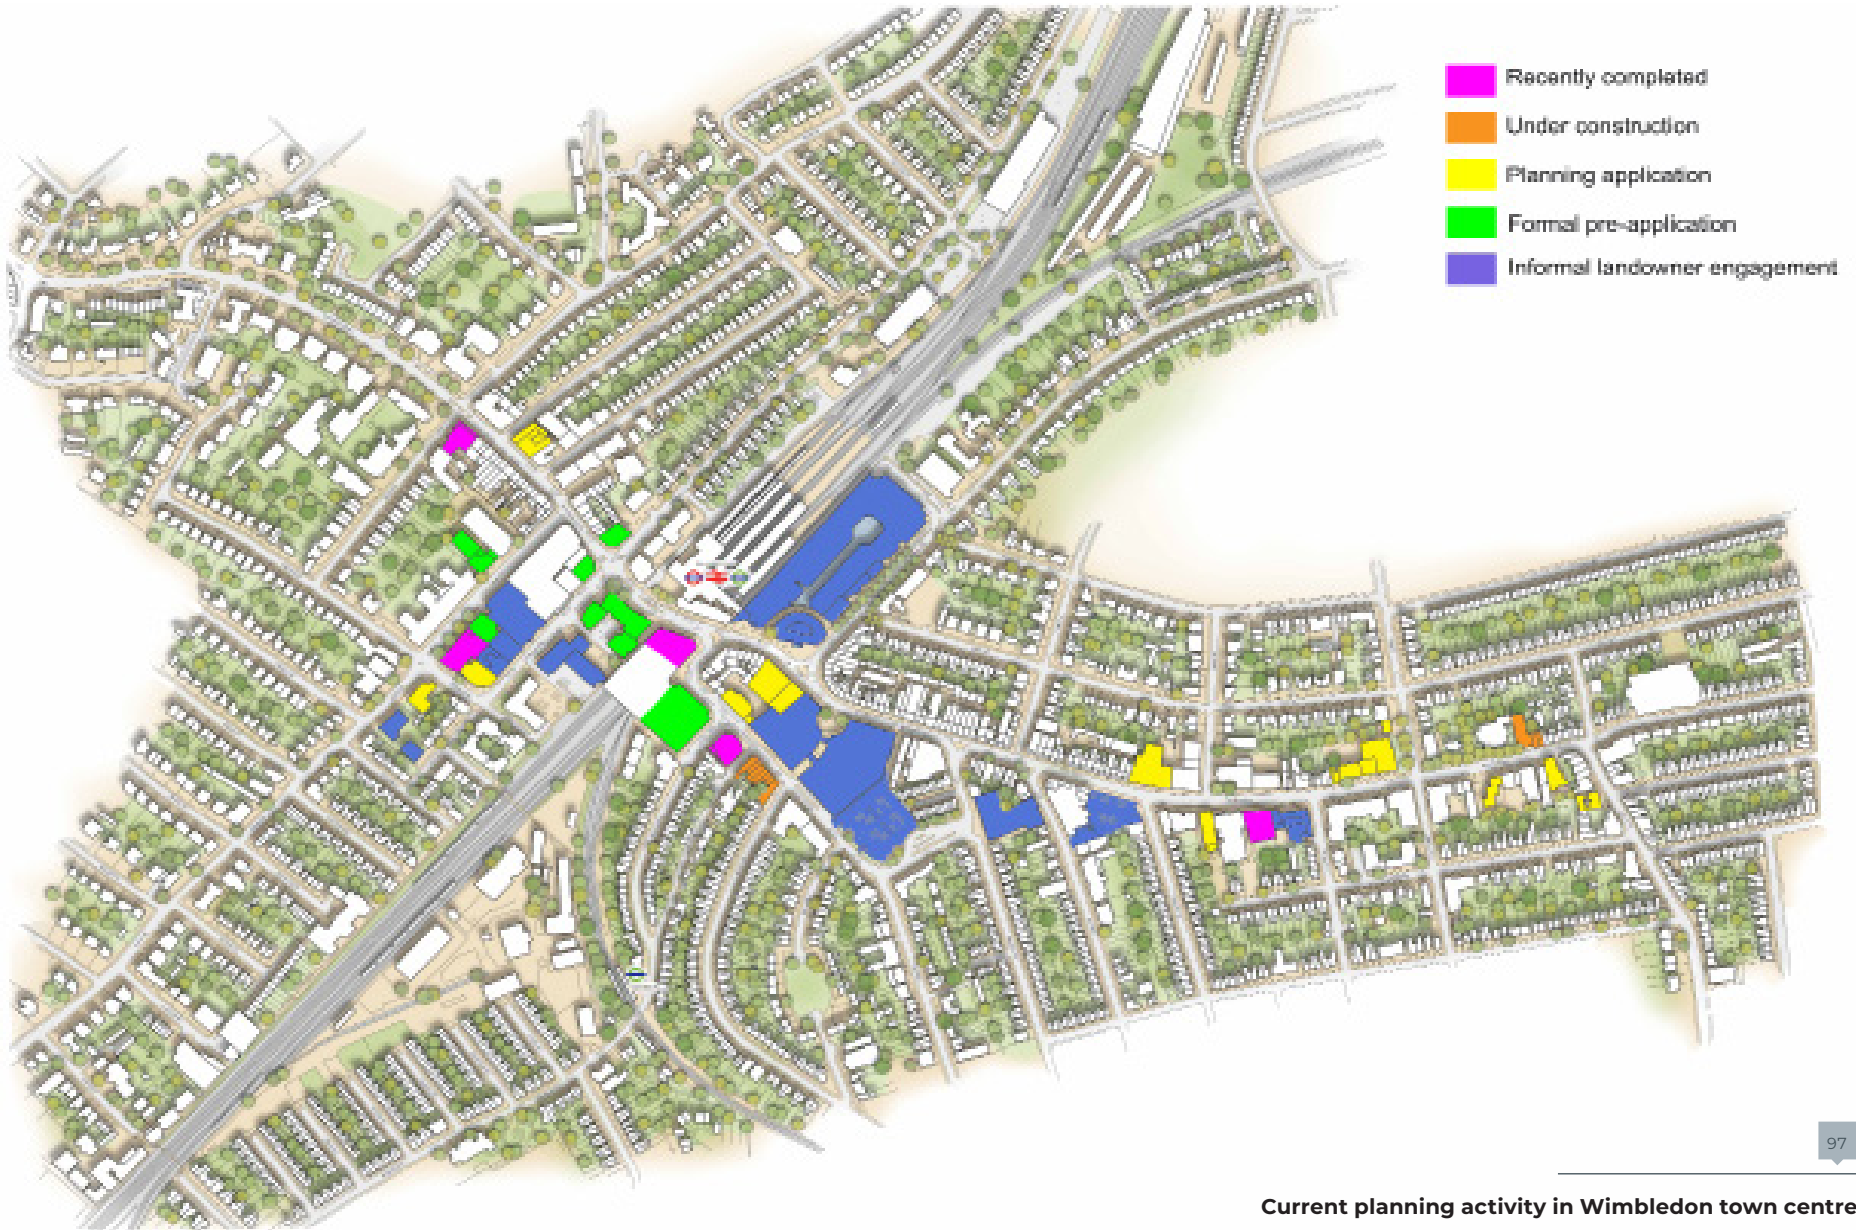 Recently completed
Under construction
Planning application
Formal pre-application
Informal landowner engagement
97
Current planning activity in Wimbledon town centre